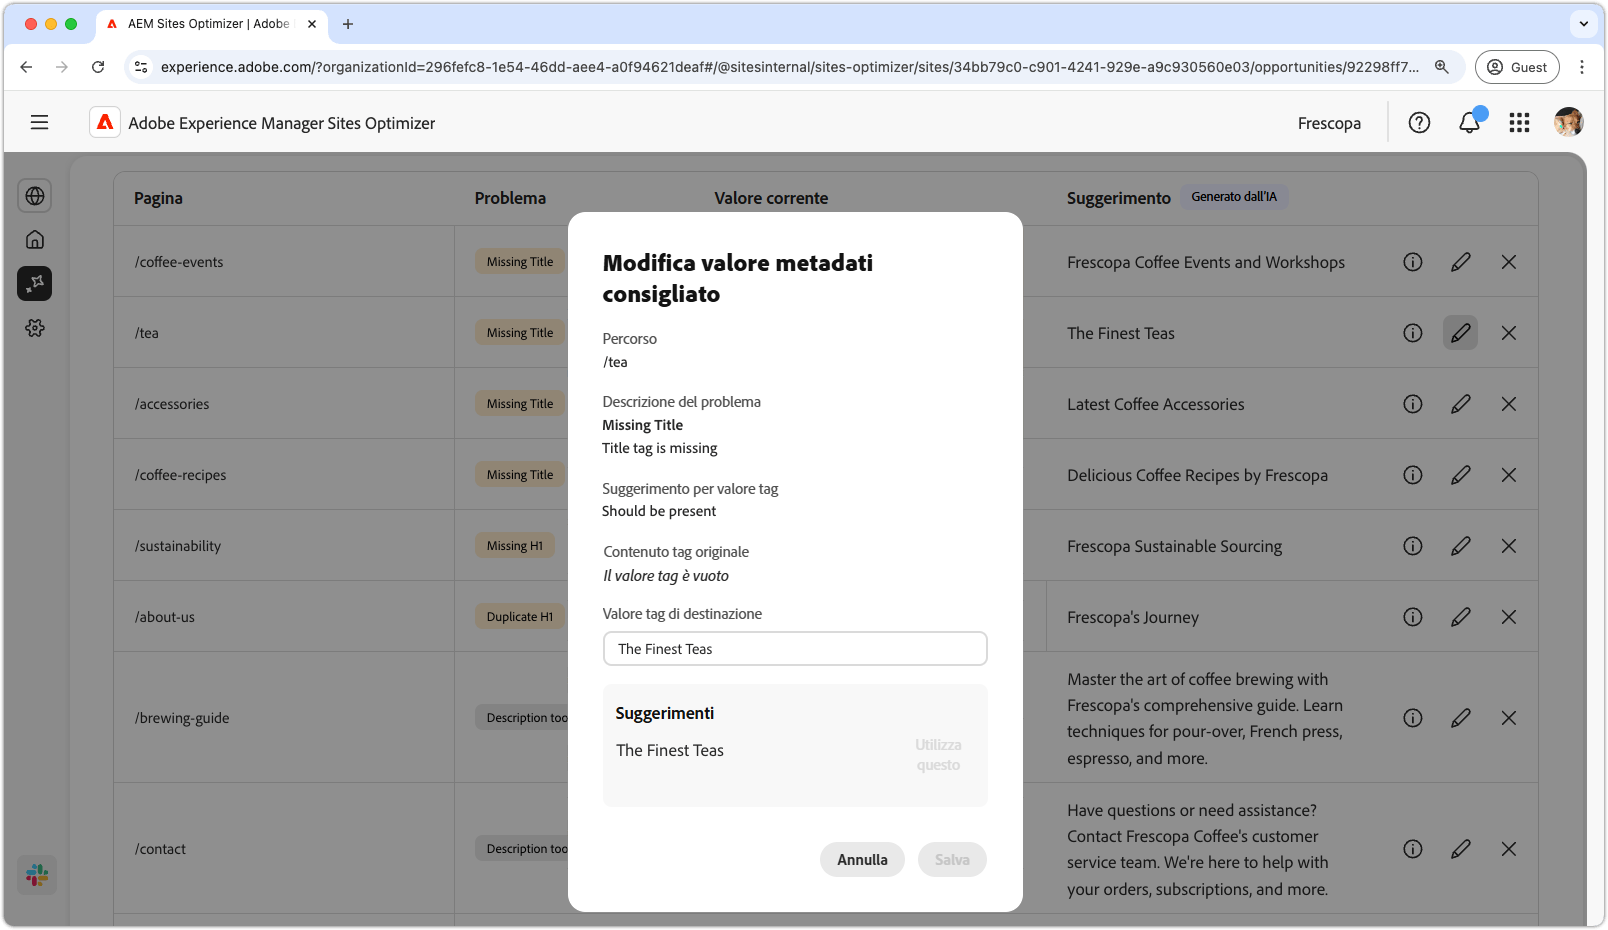 AEM Sites Optimizer | Adobe
experience.adobe.com/?organizationId=296fefc8-1e54-46dd-aee4-a0f94621deaf#/@sitesinternal/sites-optimizer/sites/34bb79c0-c901-4241-929e-a9c930560e03/opportunities/92298ff7...
Guest
Adobe Experience Manager Sites Optimizer
Frescopa
Pagina
Problema
Valore corrente
Suggerimento
Generato dall'IA
/coffee-events
Missing Title
Frescopa Coffee Events and Workshops
/tea
Missing Title
The Finest Teas
/accessories
Missing Title
Latest Coffee Accessories
/coffee-recipes
Missing Title
Delicious Coffee Recipes by Frescopa
/sustainability
Missing H1
Frescopa Sustainable Sourcing
/about-us
Duplicate H1
Frescopa's Journey
/brewing-guide
Description too
Master the art of coffee brewing with
Frescopa's comprehensive guide. Learn
techniques for pour-over, French press,
espresso, and more.
/contact
Description too
Have questions or need assistance?
Contact Frescopa Coffee's customer
service team. We're here to help with
your orders, subscriptions, and more.
Modifica valore metadati
consigliato
Percorso
/tea
Descrizione del problema
Missing Title
Title tag is missing
Suggerimento per valore tag
Should be present
Contenuto tag originale
Il valore tag è vuoto
Valore tag di destinazione
The Finest Teas
Suggerimenti
The Finest Teas
Utilizza
questo
Annulla
Salva